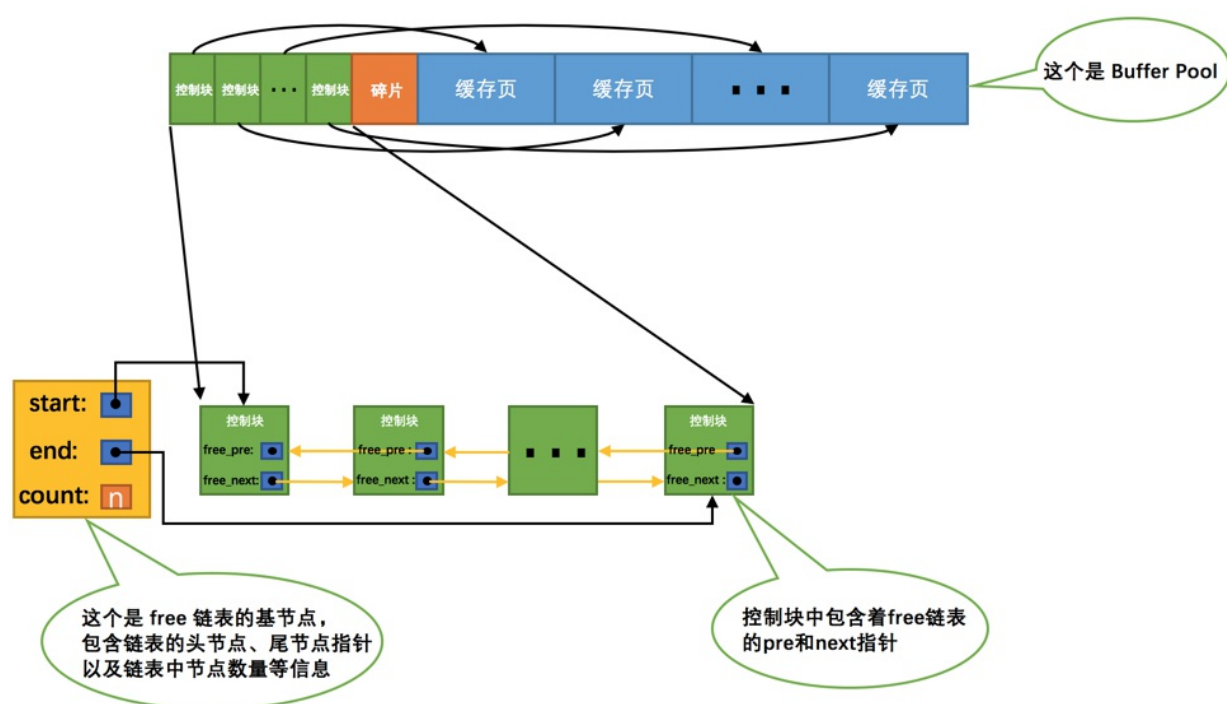 控制块 控制块 ··· 控制块 碎片 缓存页 缓存页 ··· 缓存页
这个是 Buffer Pool
start:
end:
count: n
控制块
free_pre:
free_next:
控制块
free_pre :
free_next :
···
控制块
free_pre
free_next :
这个是 free 链表的基节点，
包含链表的头节点、尾节点指针
以及链表中节点数量等信息
控制块中包含着free链表
的pre和next指针